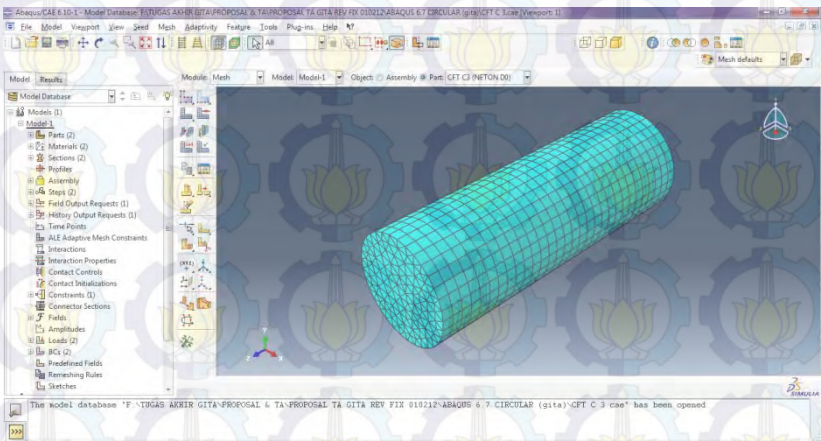 Abaqus/CAE 6.10-1 - Model Database: F:\TUGAS AKHIR GITA\PROPOSAL & TA\PROPOSAL TA GITA REV FIX 010212\ABAQUS 6.7 CIRCULAR (gita)\CFT C 3.cae [Viewport: 1]
File Model Viewport View Seed Mesh Adaptivity Feature Tools Plug-ins Help
All
Mesh defaults
Model Results
Module: Mesh Model: Model-1 Object: Assembly Part: CFT C3 (NETON D0)
Model Database
Models (1)
Model-1
Parts (2)
Materials (2)
Sections (2)
Profiles
Assembly
Steps (2)
Field Output Requests (1)
History Output Requests (1)
Time Points
ALE Adaptive Mesh Constraints
Interactions
Interaction Properties
Contact Controls
Contact Initializations
Constraints (1)
Connector Sections
Fields
Amplitudes
Loads (2)
BCs (2)
Predefined Fields
Remeshing Rules
Sketches
Y
Z X
SIMULIA
The model database "F:\TUGAS AKHIR GITA\PROPOSAL & TA\PROPOSAL TA GITA REV FIX 010212\ABAQUS 6.7 CIRCULAR (gita)\CFT C 3 cae" has been opened
>>>